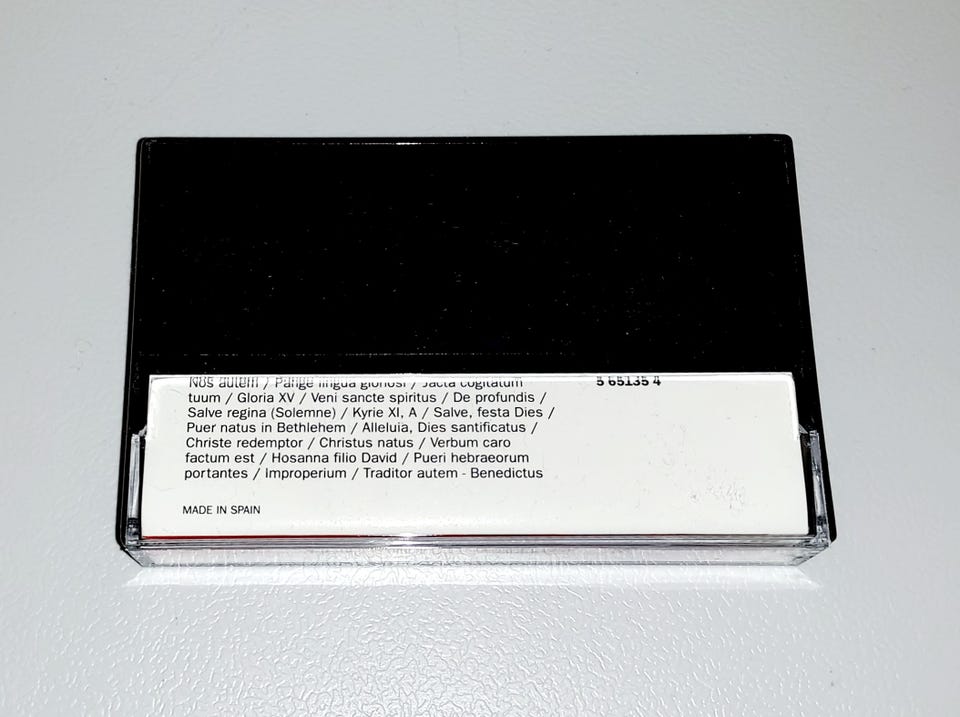 Nos autem / Pange lingua gloriosi / Jacta cogitatum
5 65135 4
tuum / Gloria XV / Veni sancte spiritus / De profundis /
Salve regina (Solemne) / Kyrie XI, A / Salve, festa Dies /
Puer natus in Bethlehem / Alleluia, Dies santificatus /
Christe redemptor / Christus natus / Verbum caro
factum est / Hosanna filio David / Pueri hebraeorum
portantes / Improperium / Traditor autem - Benedictus
MADE IN SPAIN